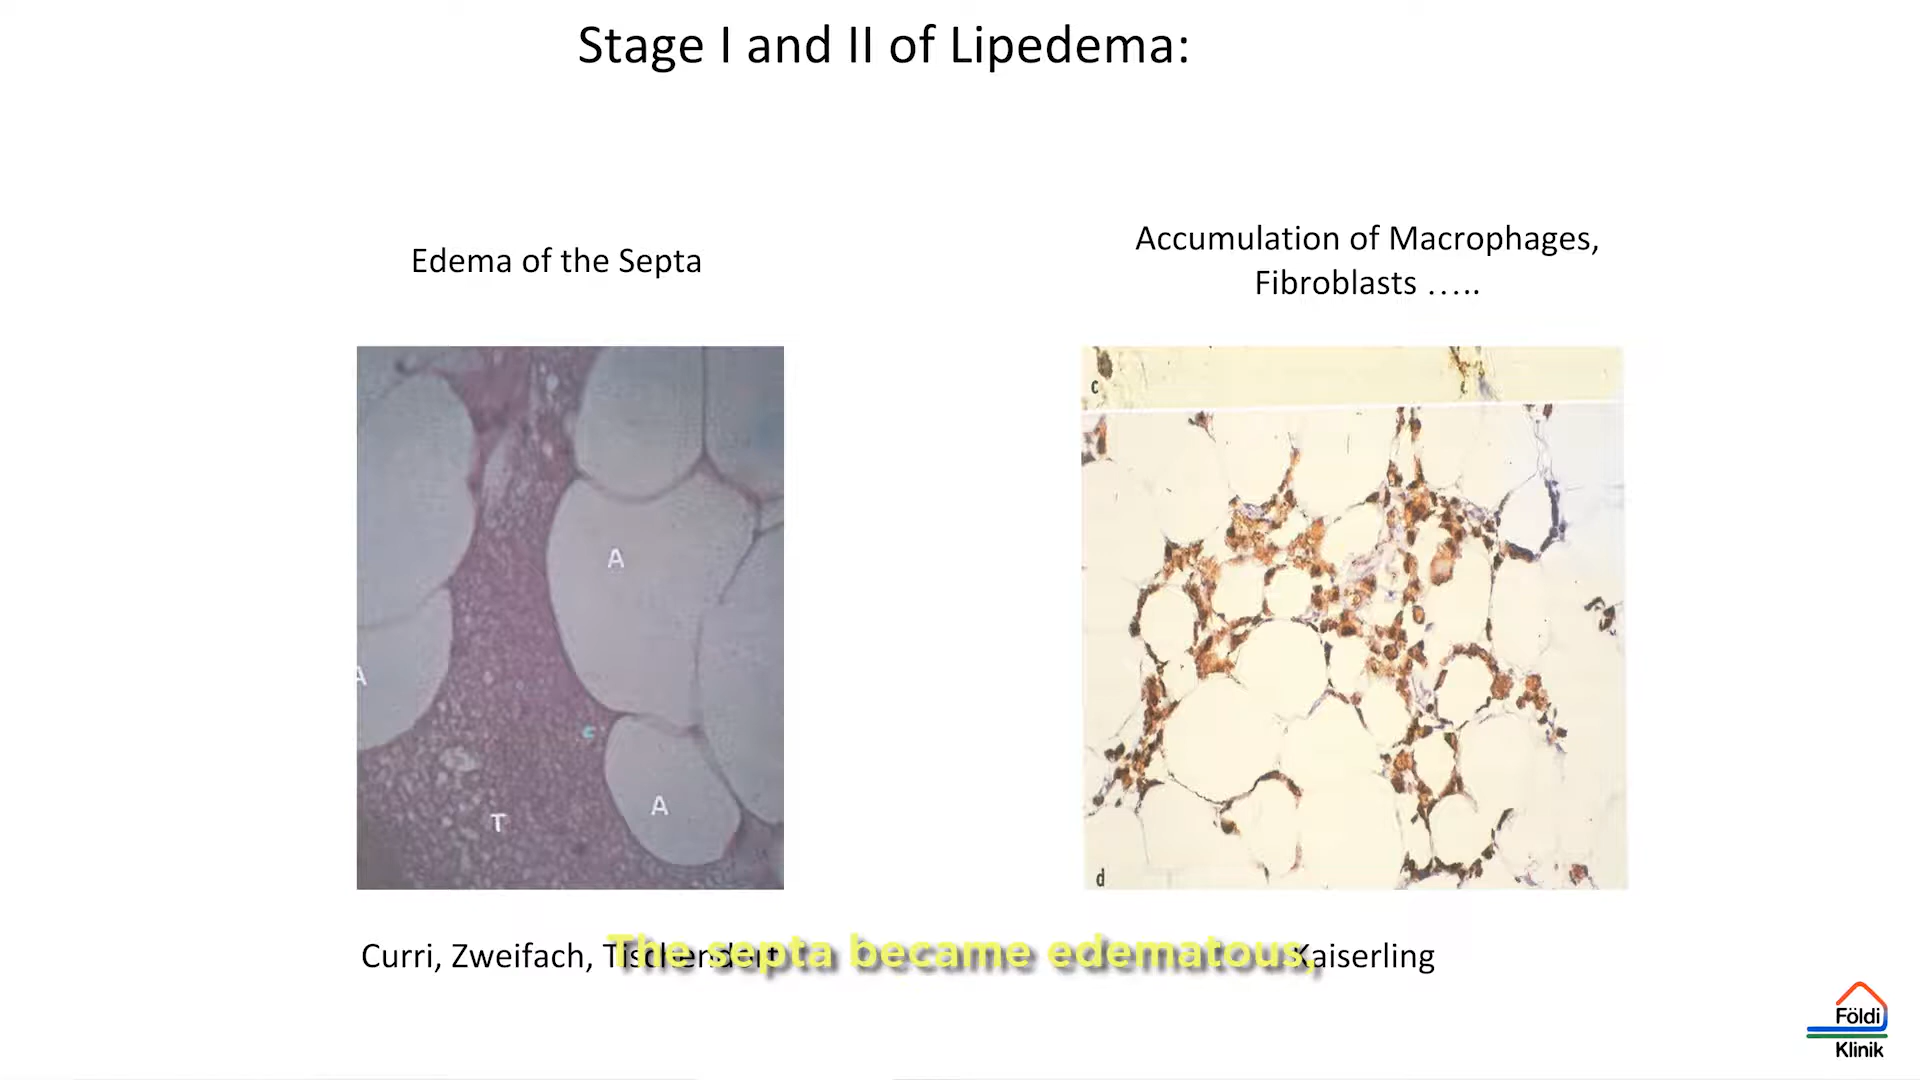 Stage I and II of Lipedema:
Edema of the Septa
Accumulation of Macrophages,
Fibroblasts …..
A
A
A
T
c
c
d
Curri, Zweifach, Tischendorf
Kaiserling
The septa became edematous,
Földi
Klinik